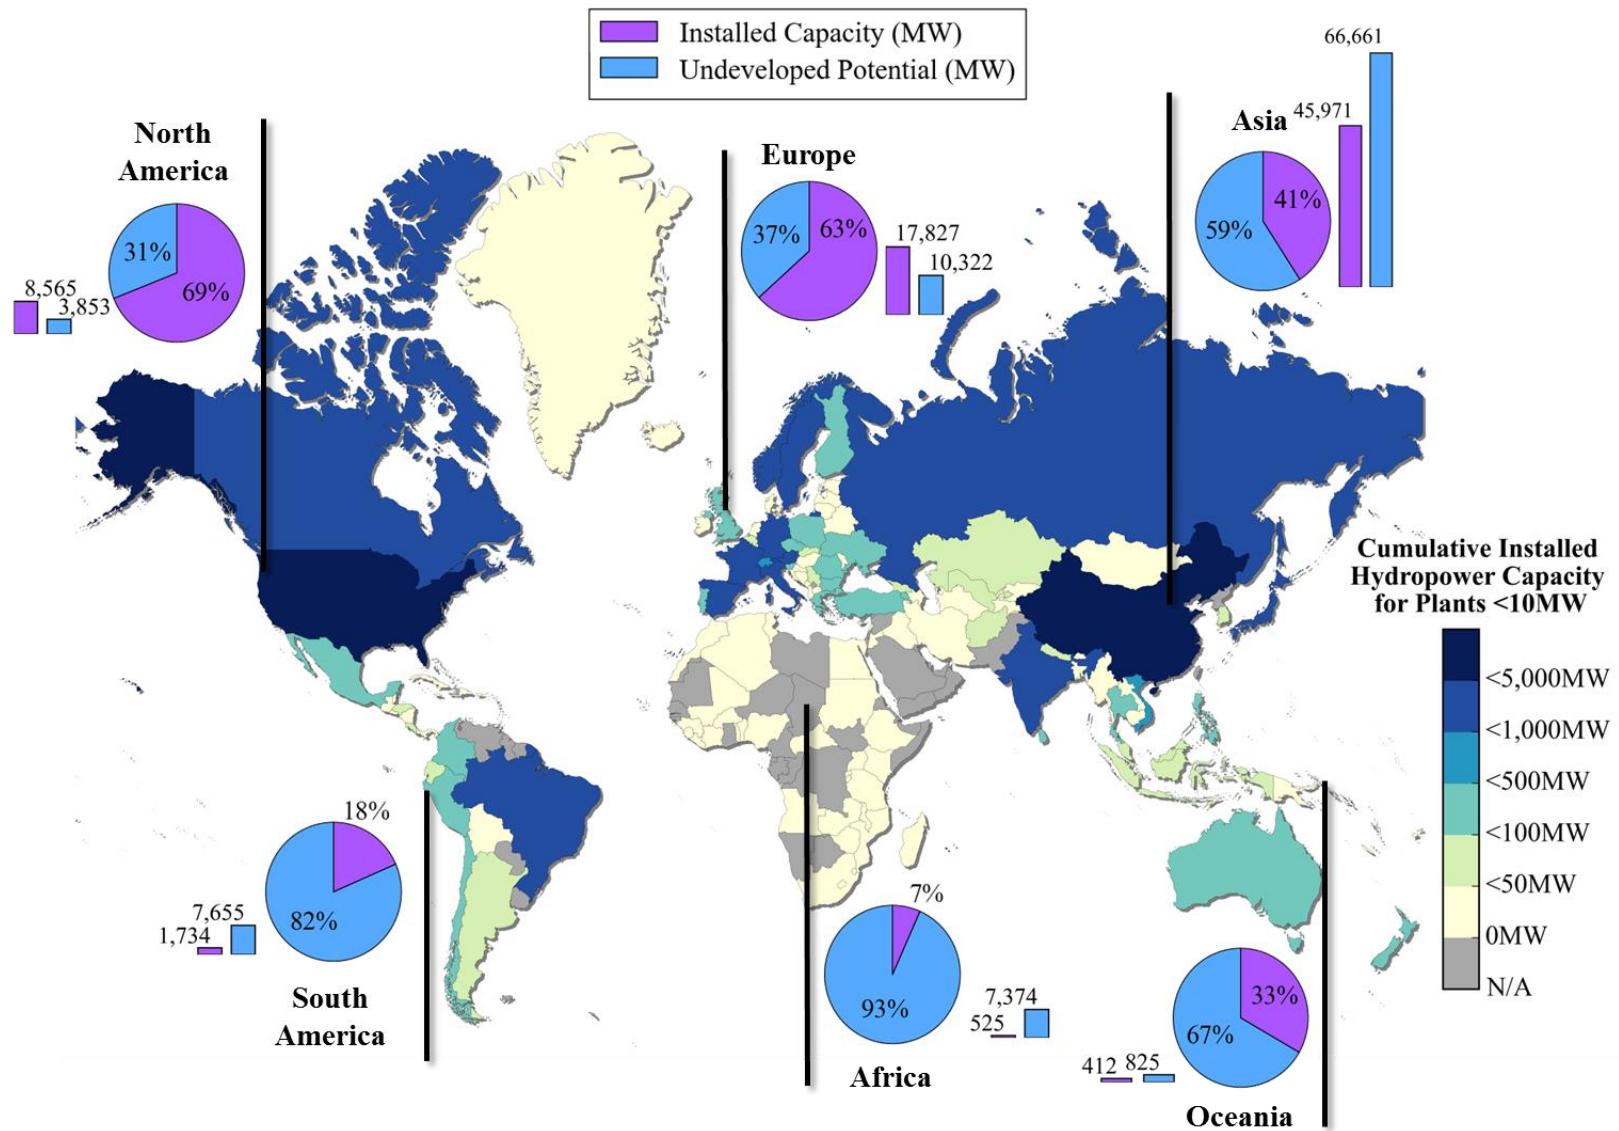 Installed Capacity (MW)
Undeveloped Potential (MW)
North
America
31%
69%
8,565
3,853
Europe
37%
63%
17,827
10,322
Asia
41%
59%
45,971
66,661
South
America
18%
82%
1,734
7,655
Africa
7%
93%
525
7,374
Oceania
33%
67%
412
825
Cumulative Installed
Hydropower Capacity
for Plants <10MW
<5,000MW
<1,000MW
<500MW
<100MW
<50MW
0MW
N/A